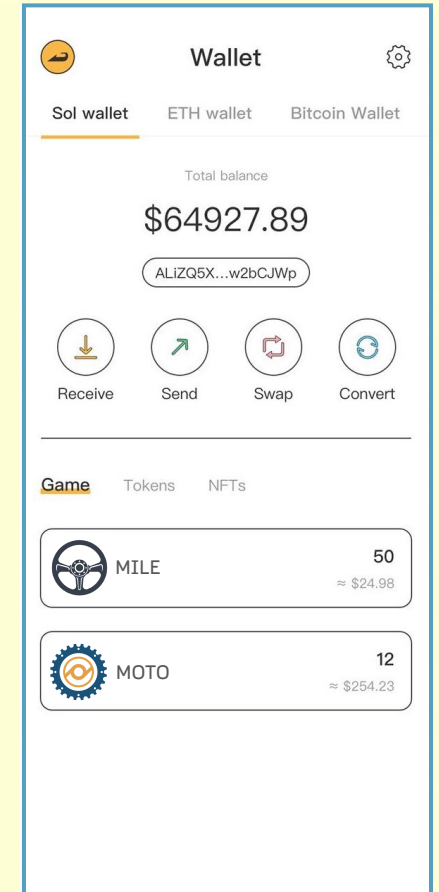 Wallet
Sol wallet ETH wallet Bitcoin Wallet
Total balance
$64927.89
ALiZQ5X...w2bCJWp
Receive Send Swap Convert
Game Tokens NFTs
MILE 50
≈ $24.98
MOTO 12
≈ $254.23